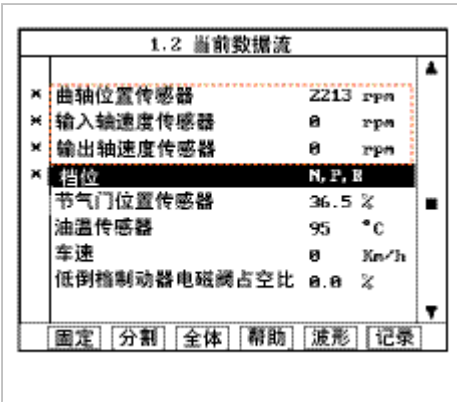 1.2 当前数据流
× 曲轴位置传感器 2213 rpm
× 输入轴速度传感器 0 rpm
× 输出轴速度传感器 0 rpm
× 档位 N,P,R
节气门位置传感器 36.5 %
油温传感器 95 °C
车速 0 Km/h
低倒档制动器电磁阀占空比 0.0 %
固定 分割 全体 帮助 波形 记录